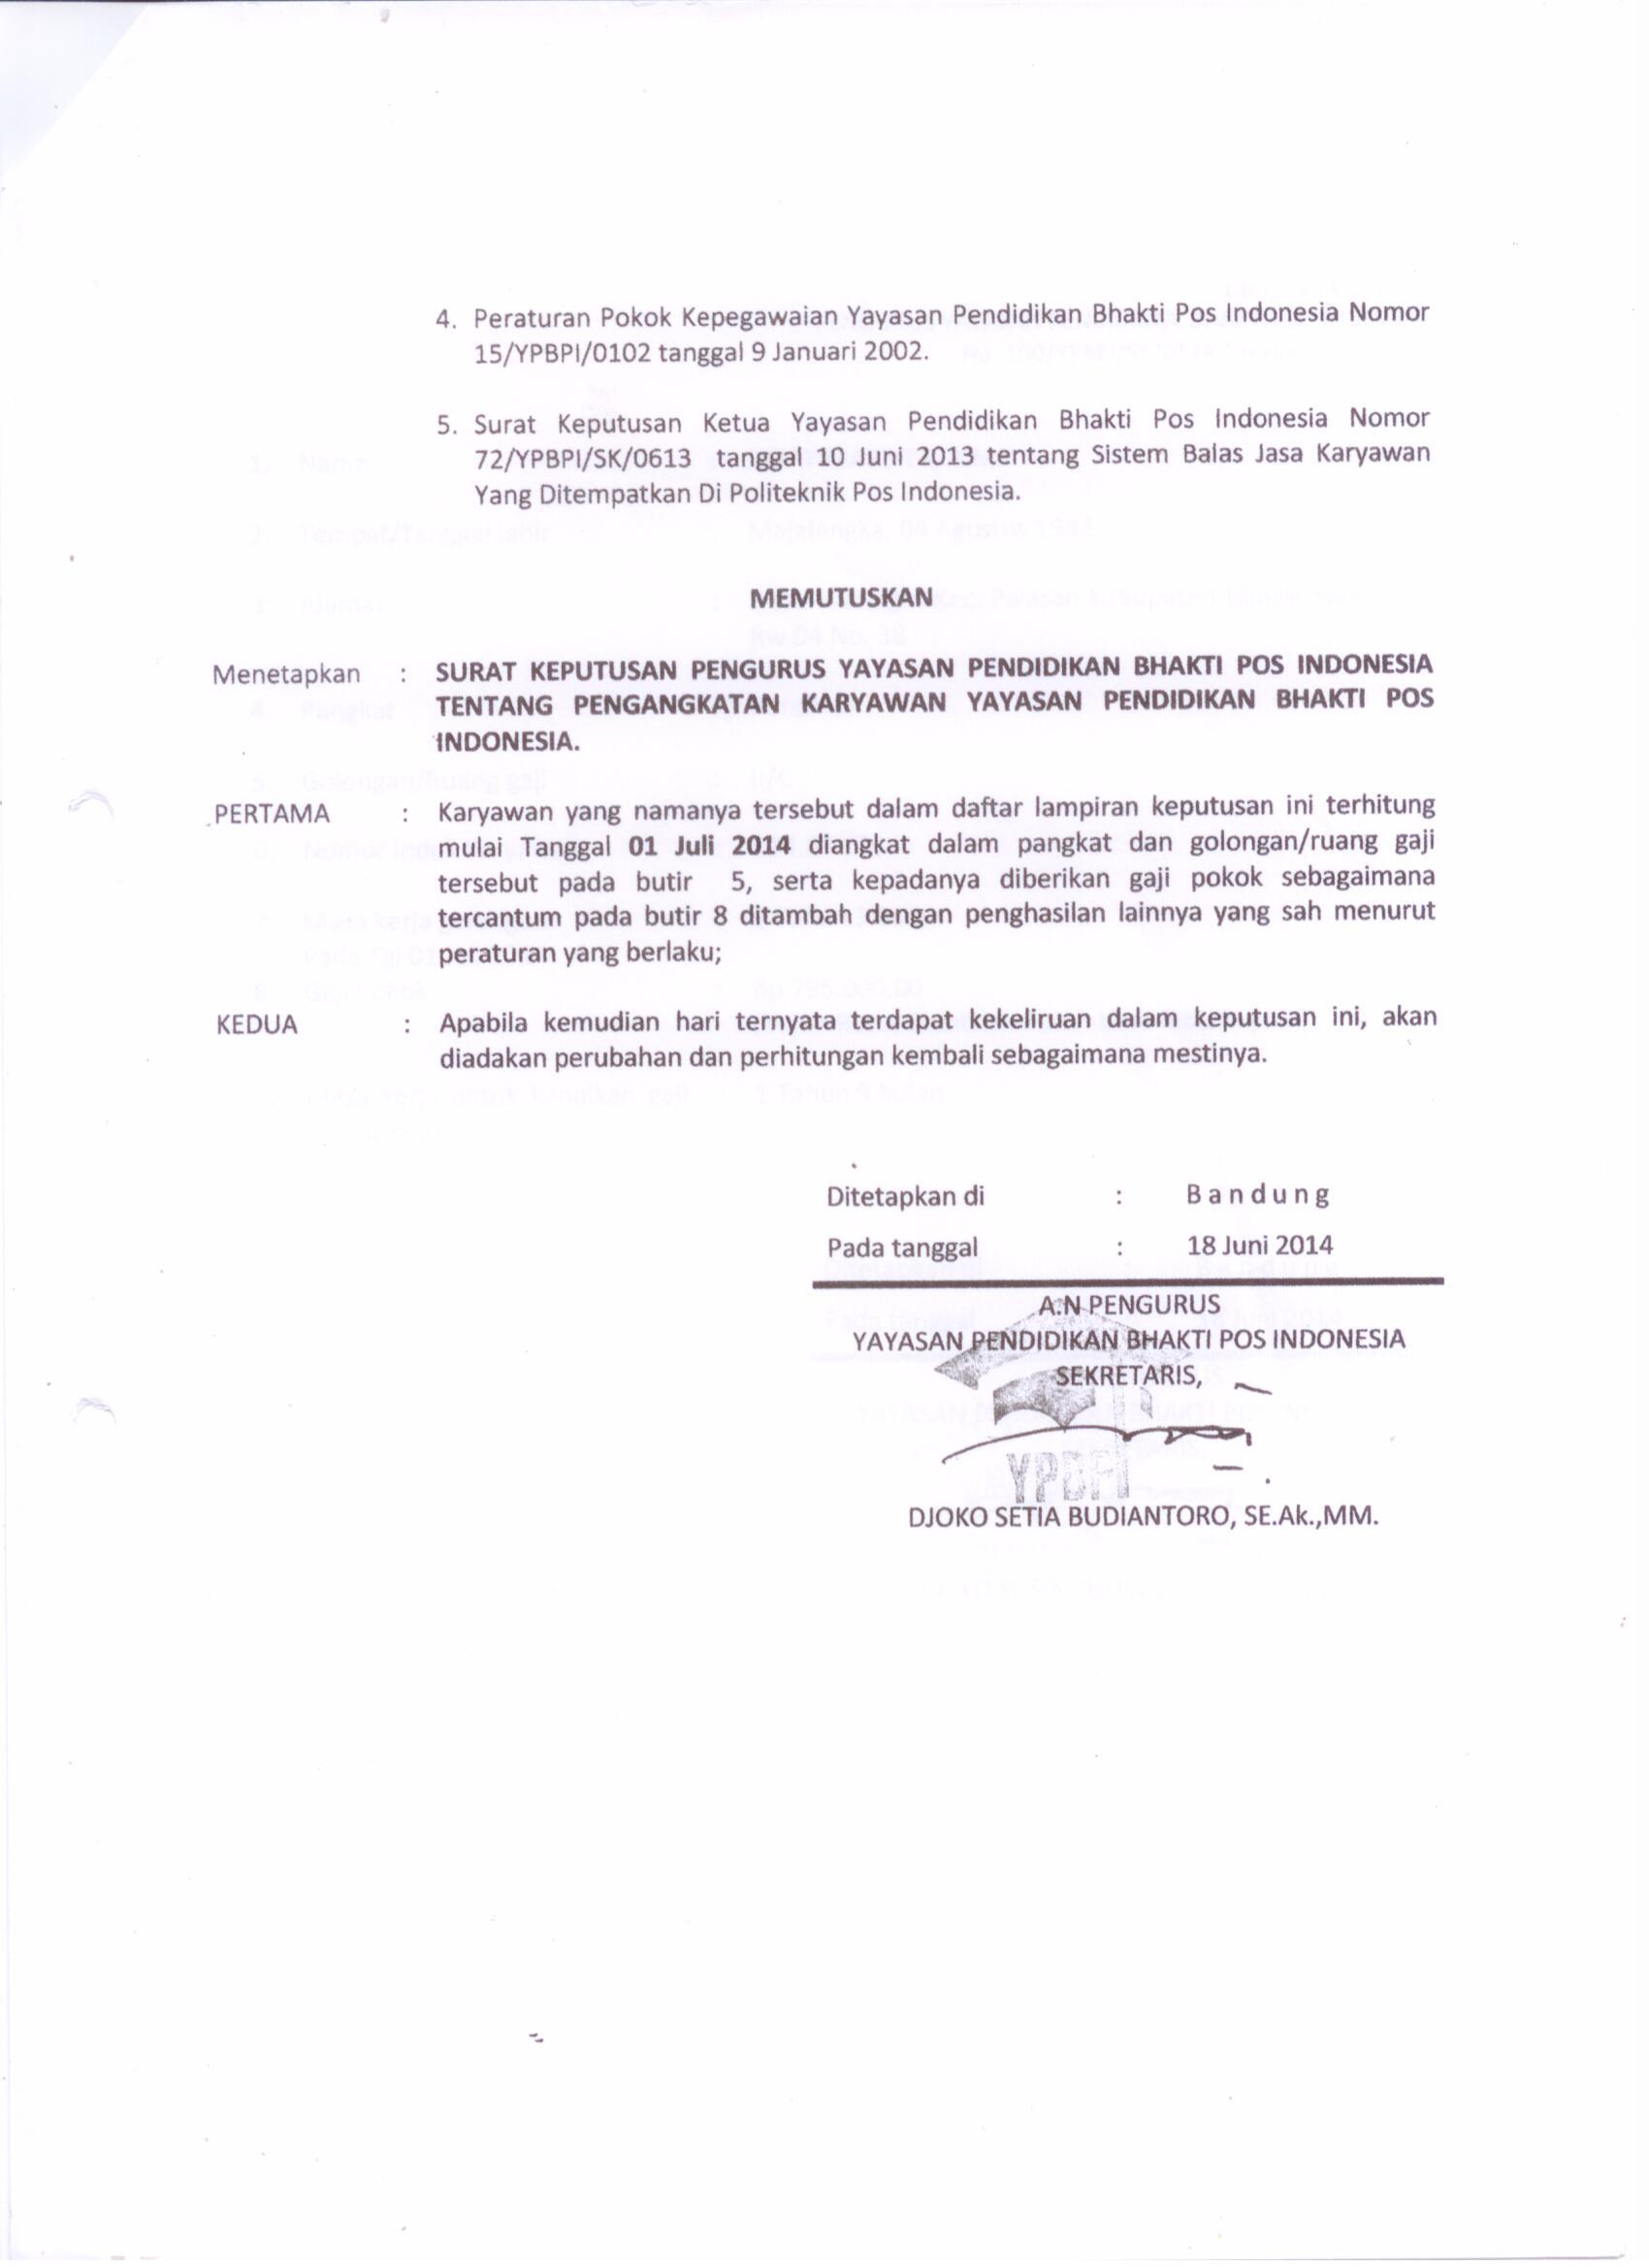 4. Peraturan Pokok Kepegawaian Yayasan Pendidikan Bhakti Pos Indonesia Nomor
15/YPBPI/0102 tanggal 9 Januari 2002.
5. Surat Keputusan Ketua Yayasan Pendidikan Bhakti Pos Indonesia Nomor
72/YPBPI/SK/0613 tanggal 10 Juni 2013 tentang Sistem Balas Jasa Karyawan
Yang Ditempatkan Di Politeknik Pos Indonesia.
MEMUTUSKAN
Menetapkan : SURAT KEPUTUSAN PENGURUS YAYASAN PENDIDIKAN BHAKTI POS INDONESIA
TENTANG PENGANGKATAN KARYAWAN YAYASAN PENDIDIKAN BHAKTI POS
INDONESIA.
PERTAMA : Karyawan yang namanya tersebut dalam daftar lampiran keputusan ini terhitung
mulai Tanggal 01 Juli 2014 diangkat dalam pangkat dan golongan/ruang gaji
tersebut pada butir 5, serta kepadanya diberikan gaji pokok sebagaimana
tercantum pada butir 8 ditambah dengan penghasilan lainnya yang sah menurut
peraturan yang berlaku;
KEDUA : Apabila kemudian hari ternyata terdapat kekeliruan dalam keputusan ini, akan
diadakan perubahan dan perhitungan kembali sebagaimana mestinya.
Ditetapkan di : B a n d u n g
Pada tanggal : 18 Juni 2014
A.N PENGURUS
YAYASAN PENDIDIKAN BHAKTI POS INDONESIA
SEKRETARIS,
YPBPI
DJOKO SETIA BUDIANTORO, SE.Ak.,MM.